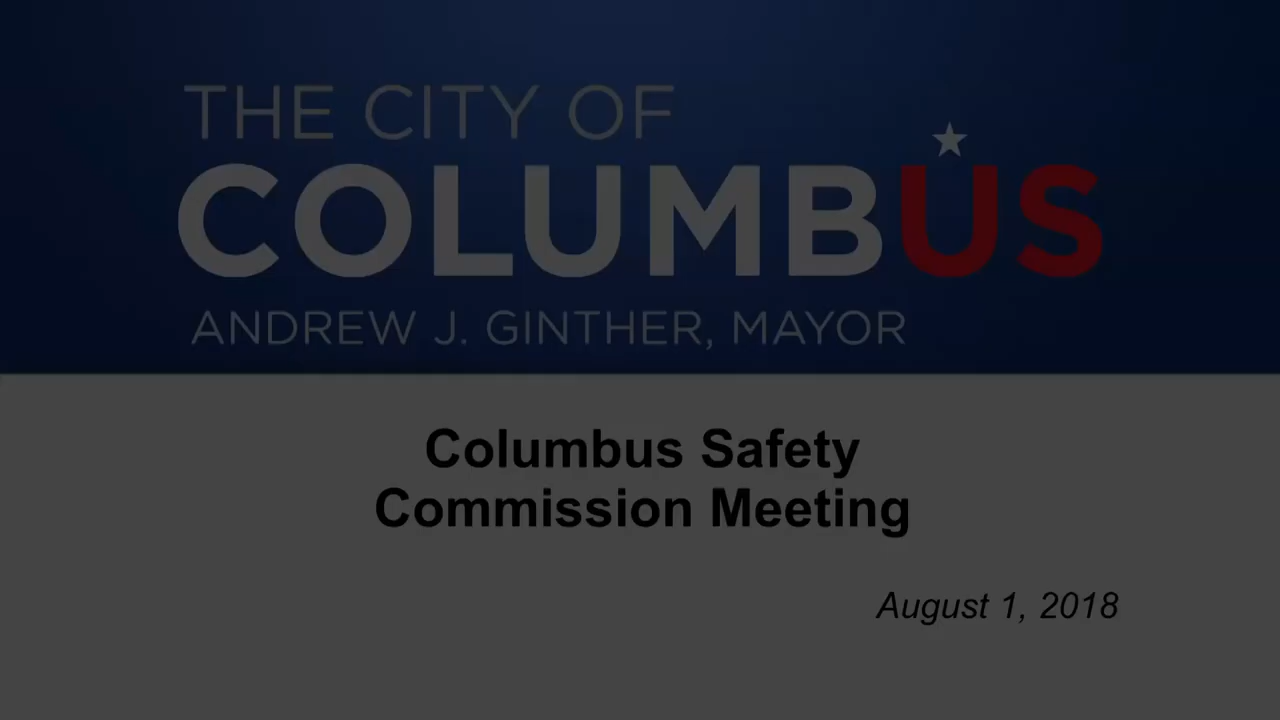 THE CITY OF
COLUMBUS
ANDREW J. GINTHER, MAYOR
Columbus Safety
Commission Meeting
August 1, 2018